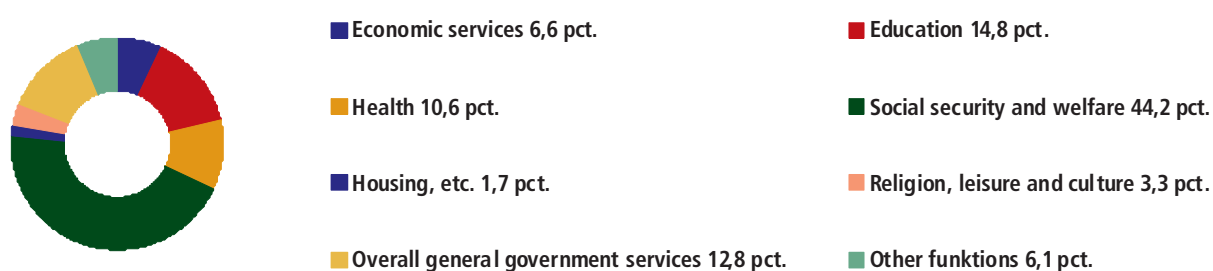 Economic services 6,6 pct.
Education 14,8 pct.
Health 10,6 pct.
Social security and welfare 44,2 pct.
Housing, etc. 1,7 pct.
Religion, leisure and culture 3,3 pct.
Overall general government services 12,8 pct.
Other funktions 6,1 pct.